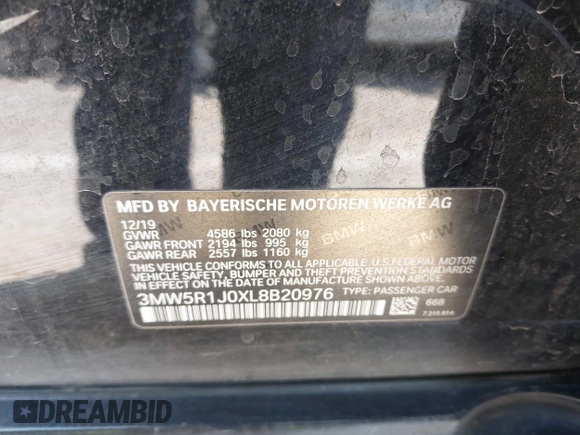 MFD BY BAYERISCHE MOTOREN WERKE AG
12/19
GVWR 4586 lbs 2080 kg
GAWR FRONT 2194 lbs 995 kg
GAWR REAR 2557 lbs 1160 kg
THIS VEHICLE CONFORMS TO ALL APPLICABLE U.S.FEDERAL MOTOR
VEHICLE SAFETY, BUMPER AND THEFT PREVENTION STANDARDS
IN EFFECT ON THE DATE OF MANUFACTURE SHOWN ABOVE.
3MW5R1J0XL8B20976 TYPE: PASSENGER CAR
668
DREAMBID